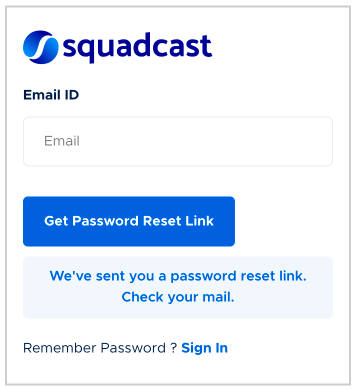 squadcast
Email ID
Email
Get Password Reset Link
We've sent you a password reset link.
Check your mail.
Remember Password ? Sign In